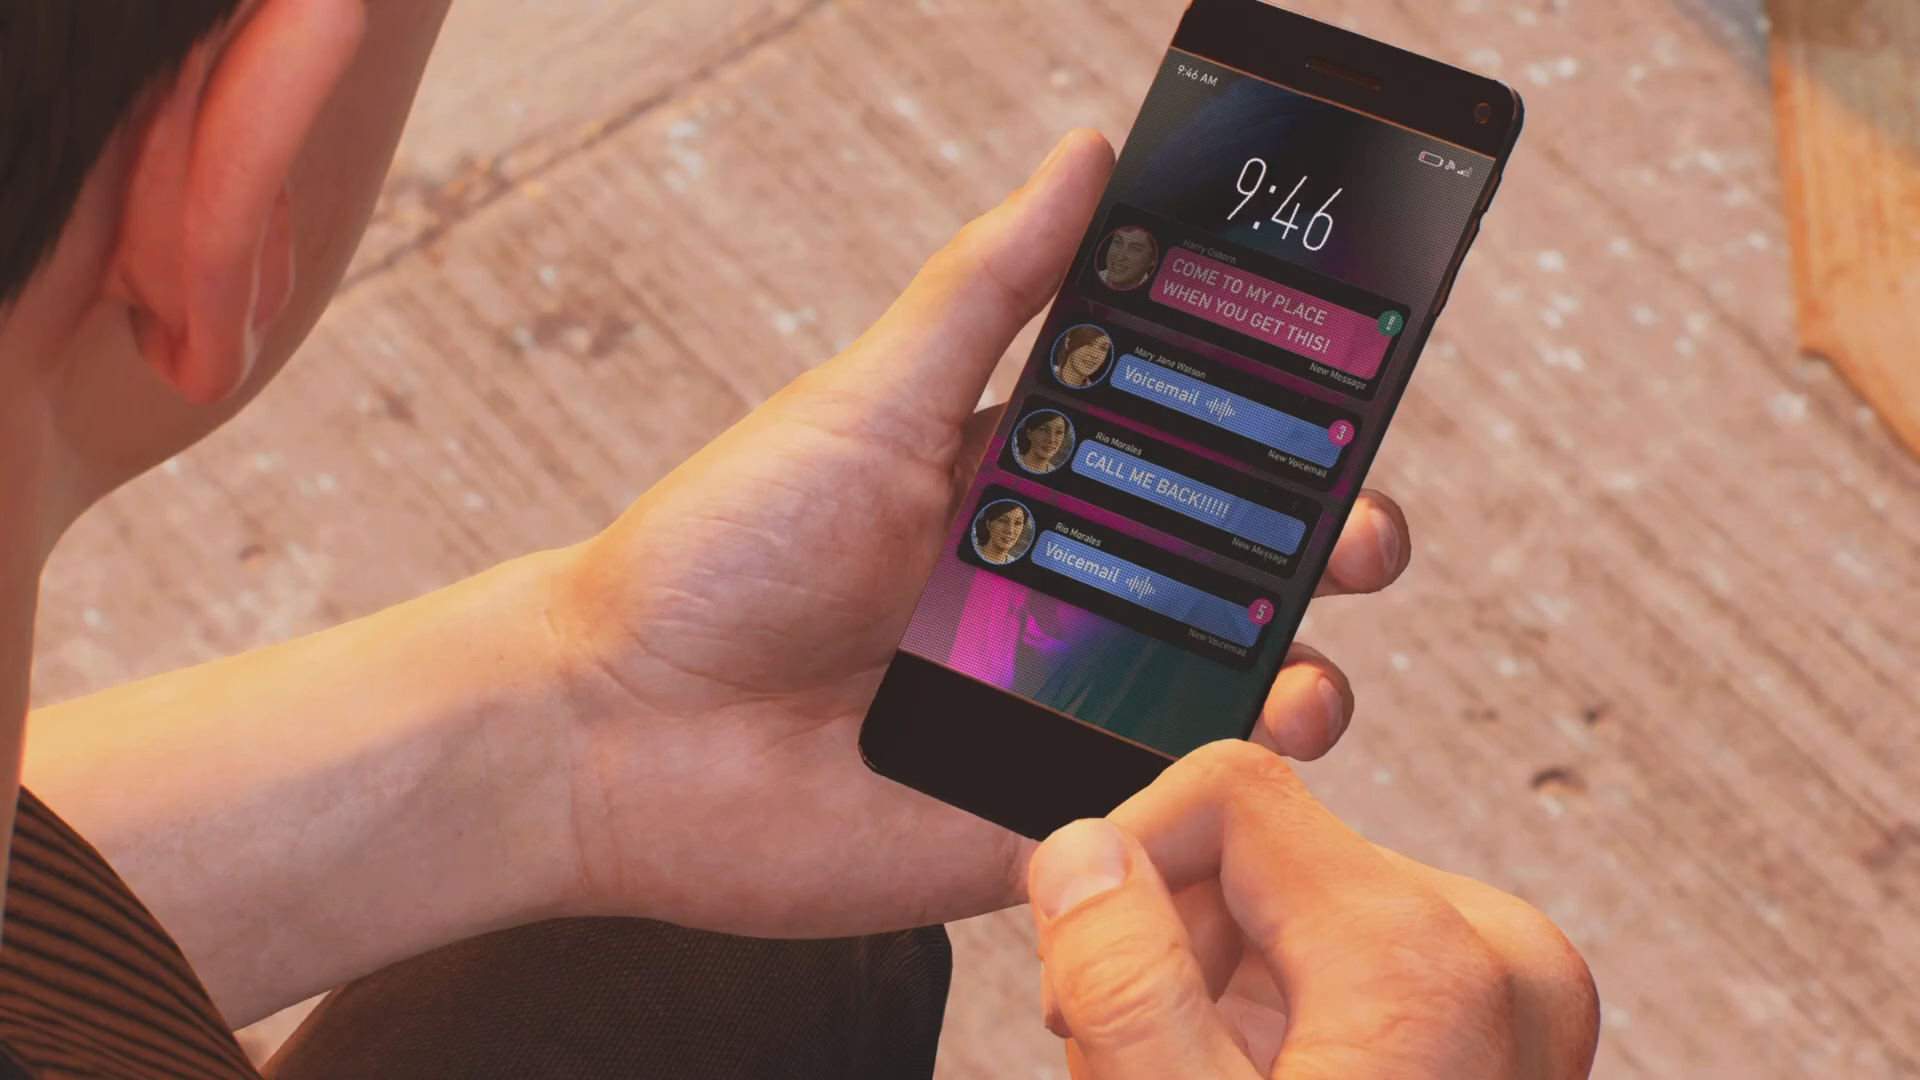 9:46 AM
9:46
Harry Osborn
COME TO MY PLACE
WHEN YOU GET THIS!
!
New Message
Mary Jane Watson
Voicemail
3
New Voicemail
Rio Morales
CALL ME BACK!!!!!
New Message
Rio Morales
Voicemail
5
New Voicemail